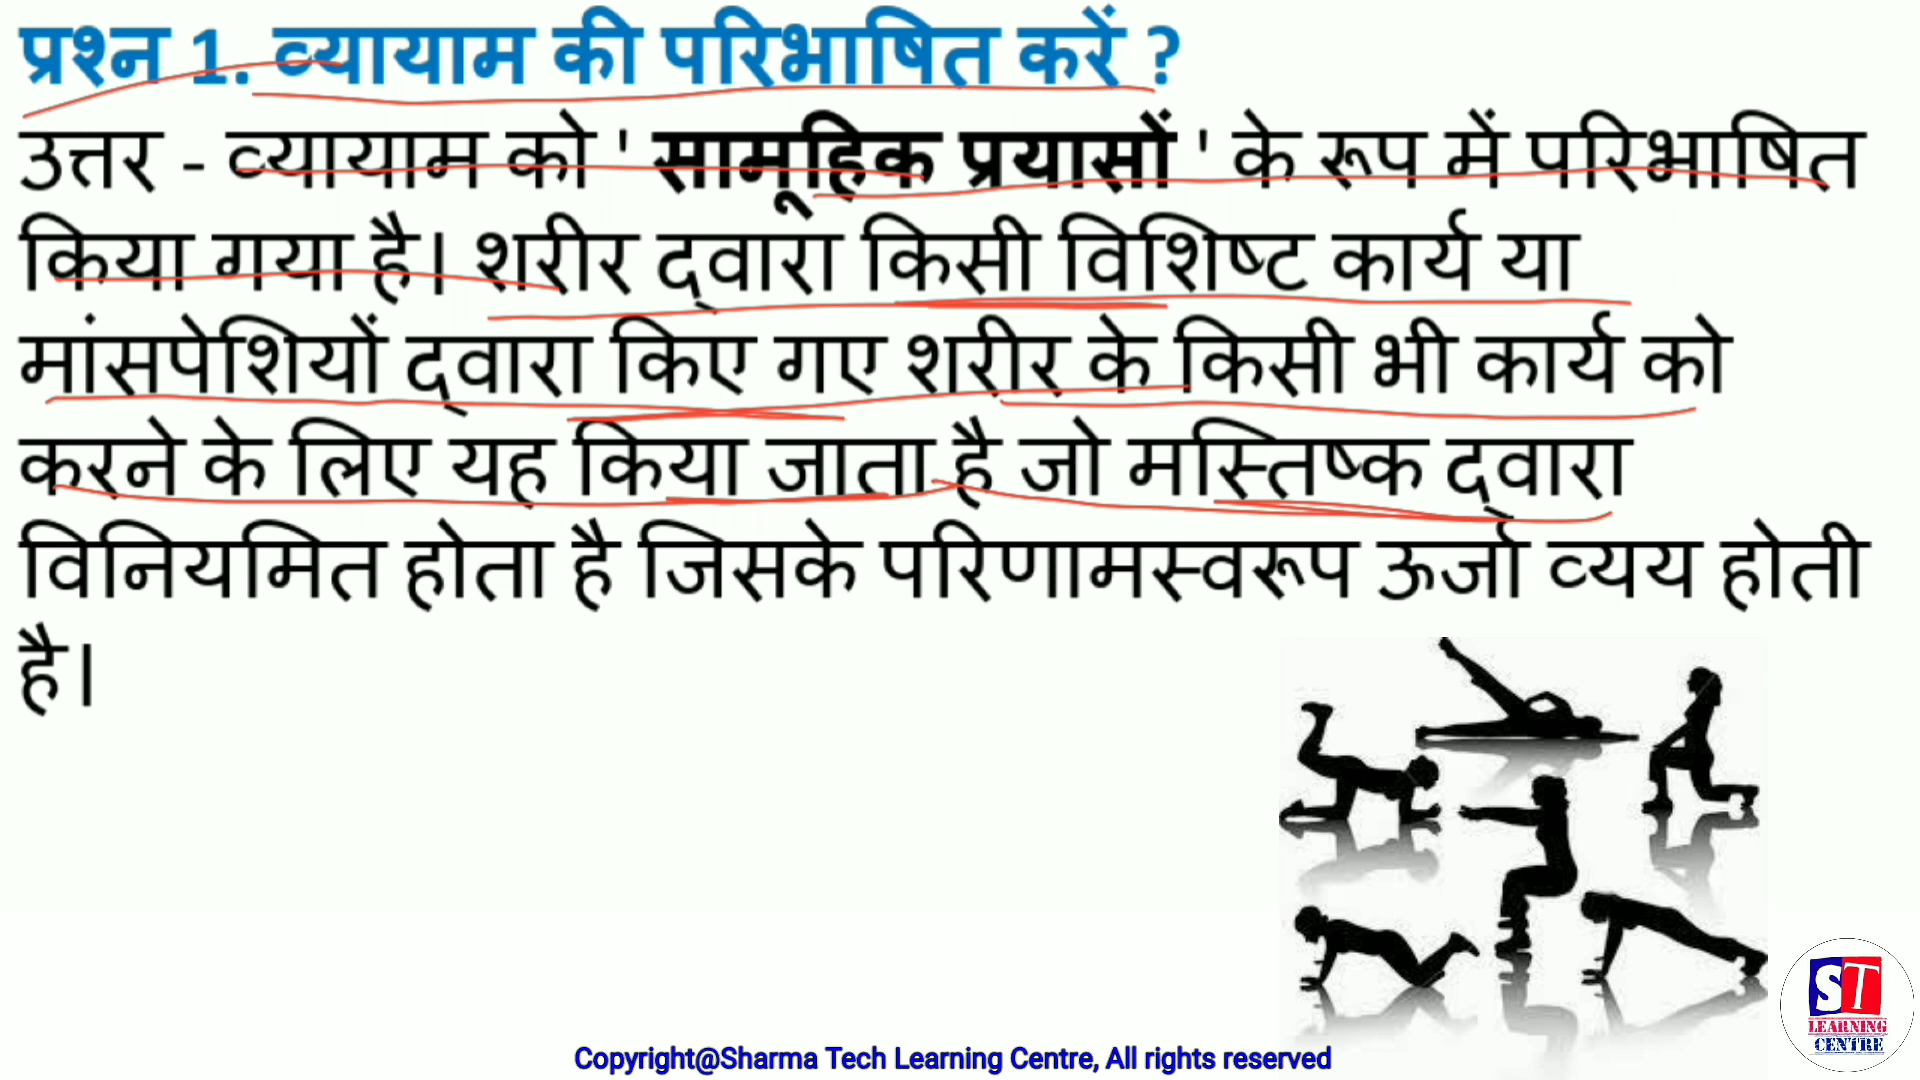 प्रश्न 1. व्यायाम की परिभाषित करें ?
उत्तर - व्यायाम को ' सामूहिक प्रयासों ' के रूप में परिभाषित
किया गया है। शरीर द्वारा किसी विशिष्ट कार्य या
मांसपेशियों द्वारा किए गए शरीर के किसी भी कार्य को
करने के लिए यह किया जाता है जो मस्तिष्क द्वारा
विनियमित होता है जिसके परिणामस्वरूप ऊर्जा व्यय होती
है।
ST
LEARNING
CENTRE
Copyright@Sharma Tech Learning Centre, All rights reserved